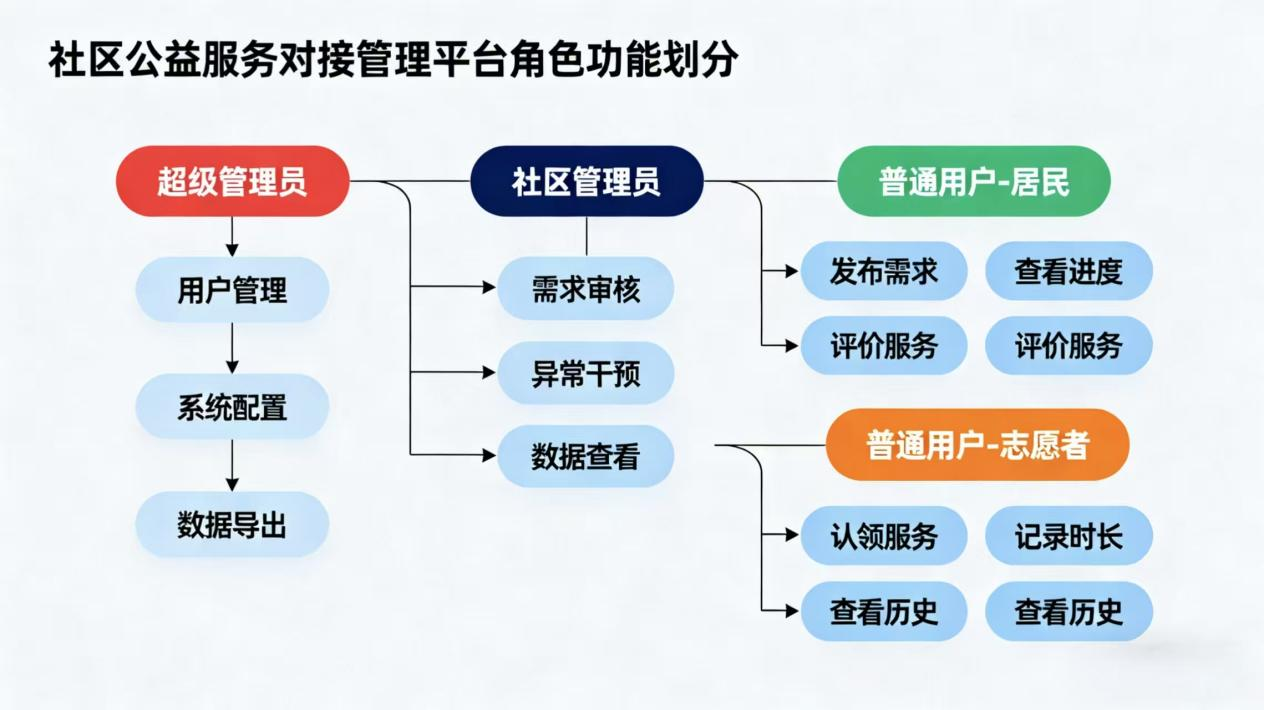 社区公益服务对接管理平台角色功能划分
超级管理员
用户管理
系统配置
数据导出
社区管理员
需求审核
异常干预
数据查看
普通用户-居民
发布需求
查看进度
评价服务
评价服务
普通用户-志愿者
认领服务
记录时长
查看历史
查看历史